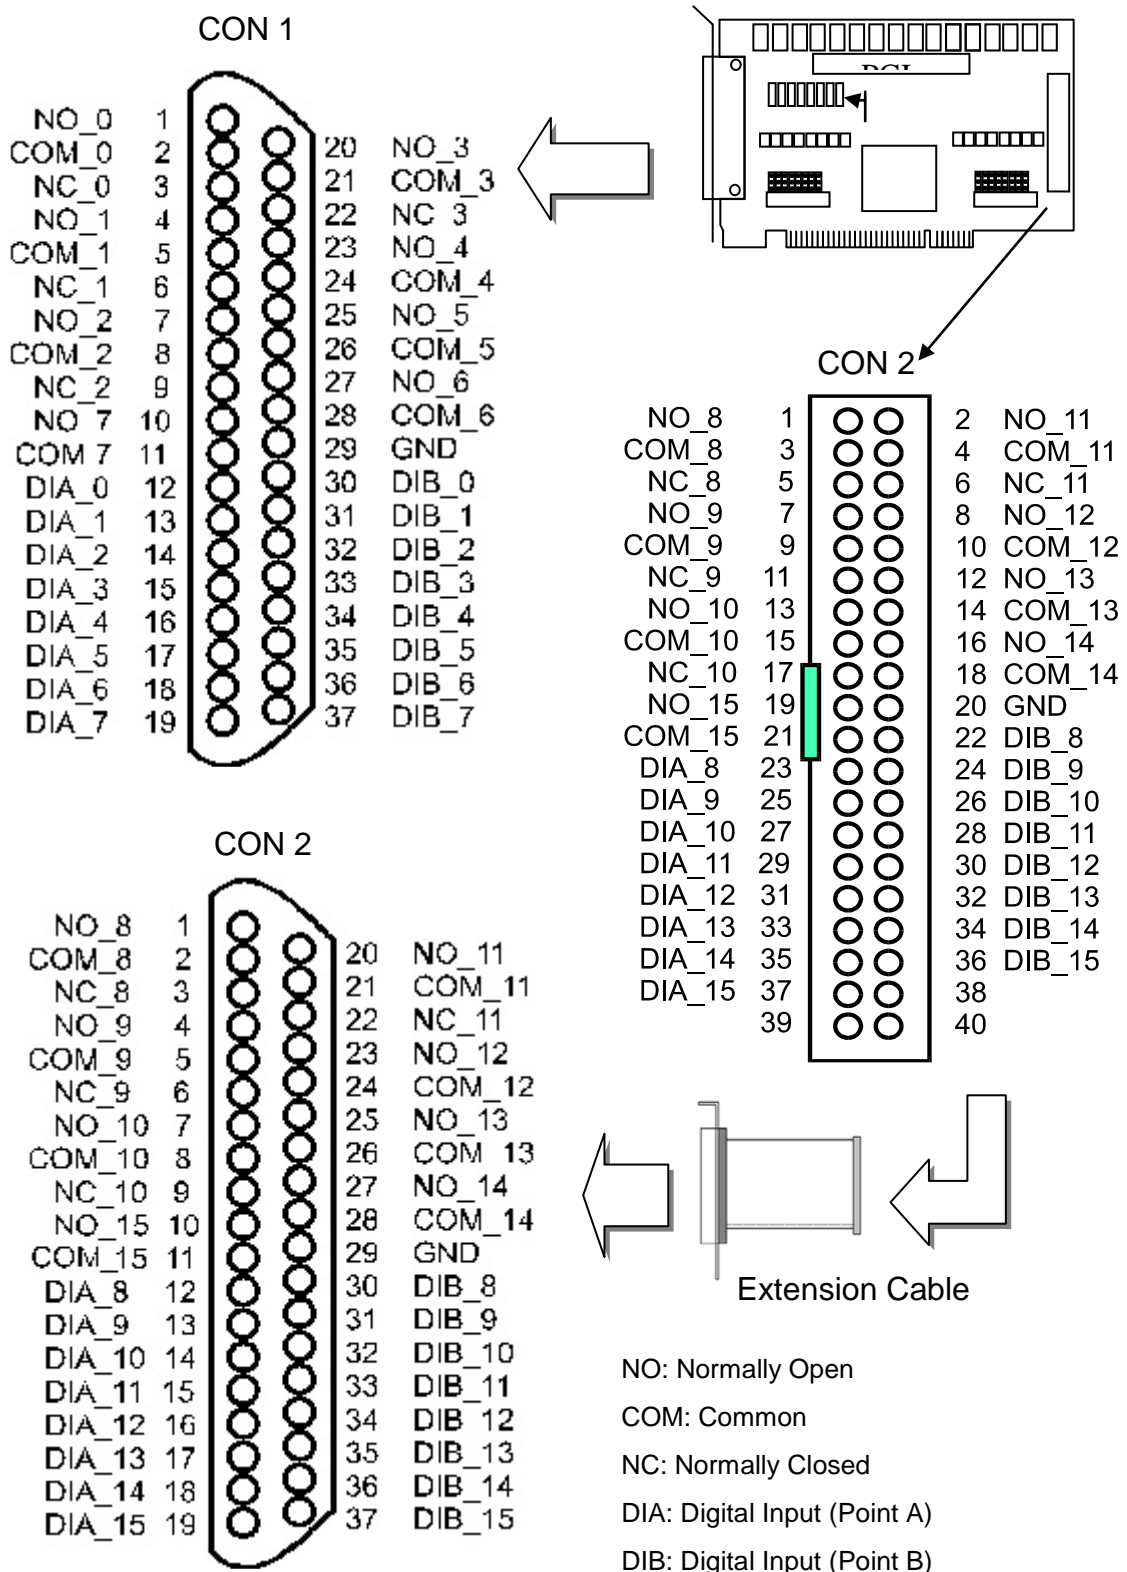 CON 1
NO_0 1
COM_0 2
NC_0 3
NO_1 4
COM_1 5
NC_1 6
NO_2 7
COM_2 8
NC_2 9
NO 7 10
COM 7 11
DIA_0 12
DIA_1 13
DIA_2 14
DIA_3 15
DIA_4 16
DIA_5 17
DIA_6 18
DIA_7 19
20 NO_3
21 COM_3
22 NC 3
23 NO_4
24 COM_4
25 NO_5
26 COM_5
27 NO_6
28 COM_6
29 GND
30 DIB_0
31 DIB_1
32 DIB_2
33 DIB_3
34 DIB_4
35 DIB_5
36 DIB_6
37 DIB_7
CON 2
NO_8 1
COM_8 3
NC_8 5
NO_9 7
COM_9 9
NC_9 11
NO_10 13
COM_10 15
NC_10 17
NO_15 19
COM_15 21
DIA_8 23
DIA_9 25
DIA_10 27
DIA_11 29
DIA_12 31
DIA_13 33
DIA_14 35
DIA_15 37
39
2 NO_11
4 COM_11
6 NC_11
8 NO_12
10 COM_12
12 NO_13
14 COM_13
16 NO_14
18 COM_14
20 GND
22 DIB_8
24 DIB_9
26 DIB_10
28 DIB_11
30 DIB_12
32 DIB_13
34 DIB_14
36 DIB_15
38
40
CON 2
NO_8 1
COM_8 2
NC_8 3
NO_9 4
COM_9 5
NC_9 6
NO_10 7
COM_10 8
NC_10 9
NO_15 10
COM_15 11
DIA_8 12
DIA_9 13
DIA_10 14
DIA_11 15
DIA_12 16
DIA_13 17
DIA_14 18
DIA_15 19
20 NO_11
21 COM_11
22 NC_11
23 NO_12
24 COM_12
25 NO_13
26 COM_13
27 NO_14
28 COM_14
29 GND
30 DIB_8
31 DIB_9
32 DIB_10
33 DIB_11
34 DIB_12
35 DIB_13
36 DIB_14
37 DIB_15
Extension Cable
NO: Normally Open
COM: Common
NC: Normally Closed
DIA: Digital Input (Point A)
DIB: Digital Input (Point B)